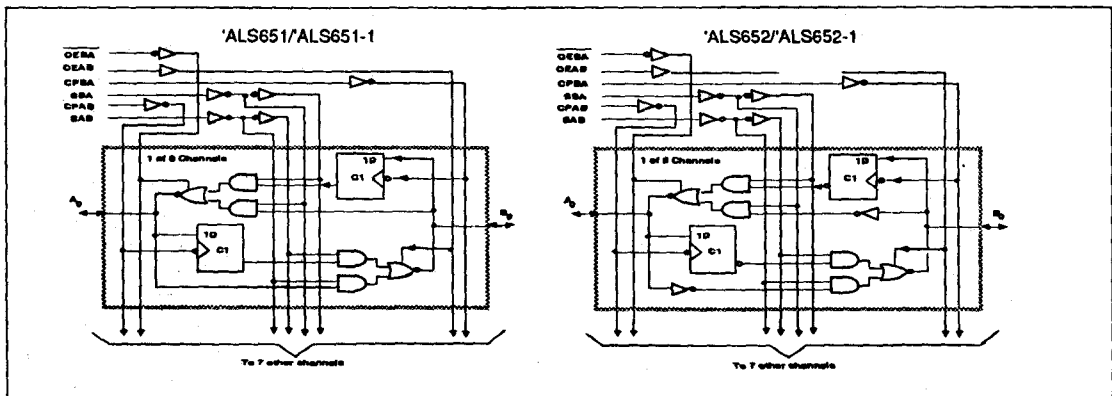 'ALS651/'ALS651-1
OEBA
OEAB
CPBA
SBA
CPAB
SAB
1 of 8 Channels
1D
C1
A0
B0
1D
C1
To 7 other channels
'ALS652/'ALS652-1
OEBA
OEAB
CPBA
SBA
CPAB
SAB
1 of 8 Channels
1D
C1
A0
B0
1D
C1
To 7 other channels